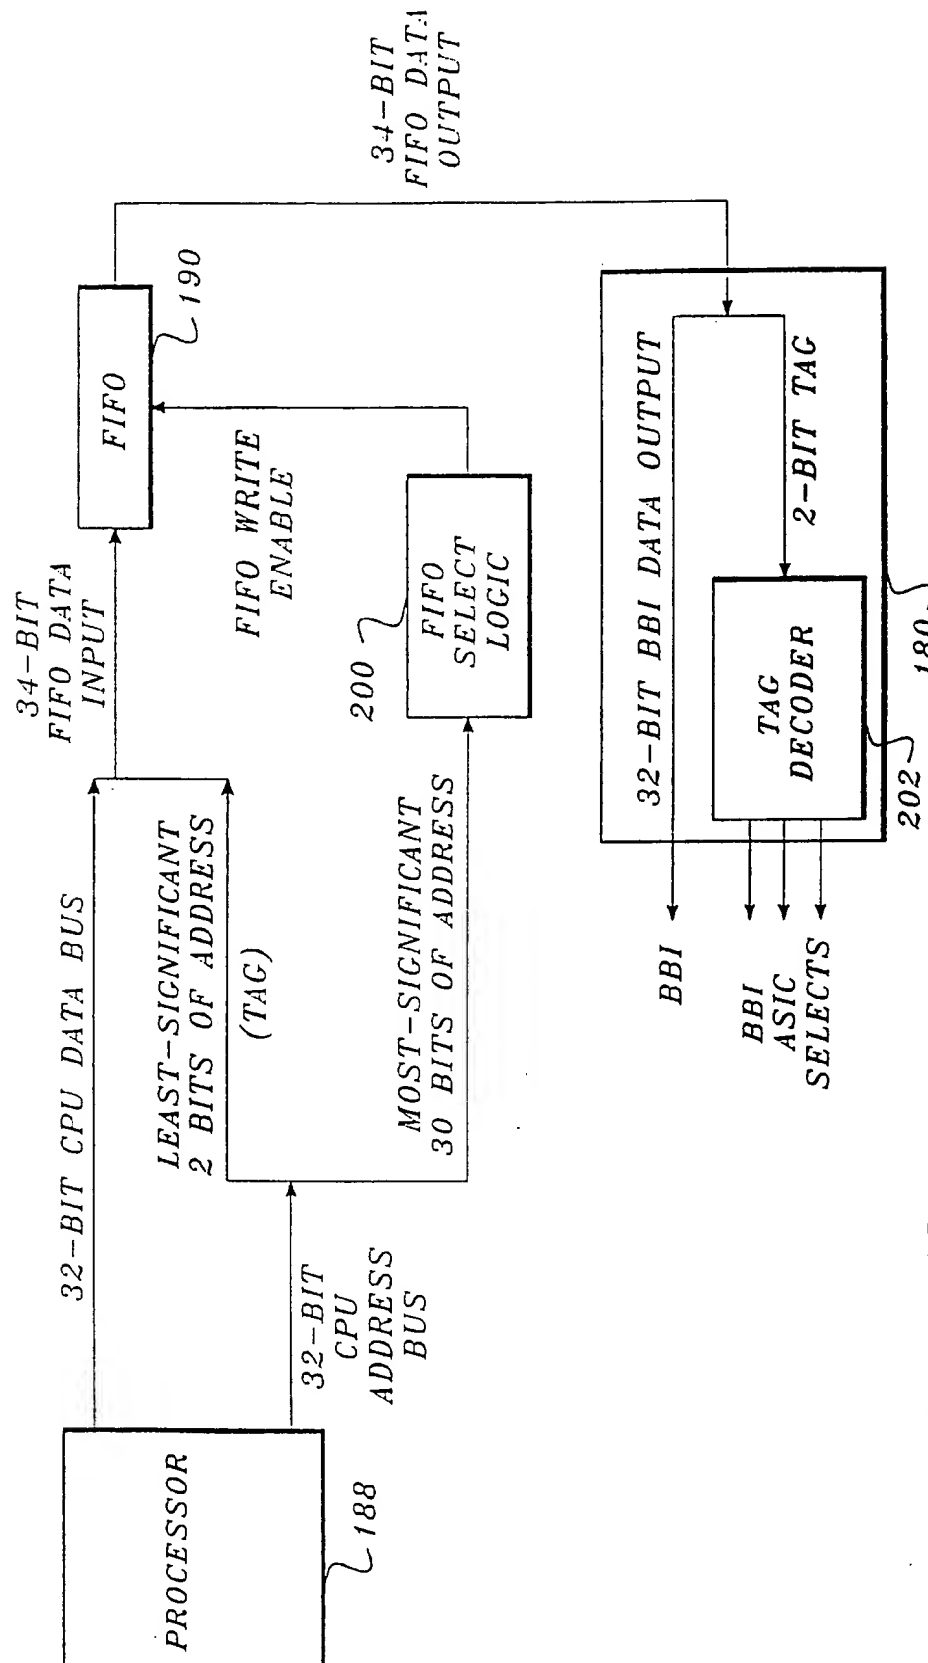 PROCESSOR
188
32-BIT CPU DATA BUS
32-BIT
CPU
ADDRESS
BUS
LEAST-SIGNIFICANT
2 BITS OF ADDRESS
(TAG)
MOST-SIGNIFICANT
30 BITS OF ADDRESS
34-BIT
FIFO DATA
INPUT
FIFO
190
FIFO WRITE
ENABLE
200
FIFO
SELECT
LOGIC
34-BIT
FIFO DATA
OUTPUT
32-BIT BBI DATA OUTPUT
2-BIT TAG
TAG
DECODER
202
180
BBI
BBI
ASIC
SELECTS